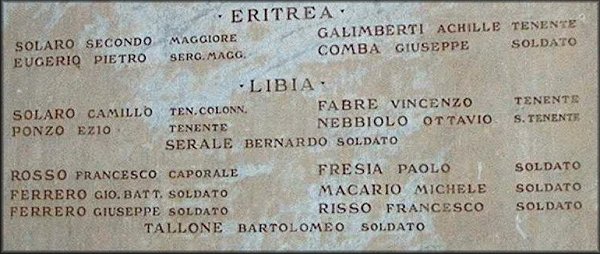 · ERITREA ·
SOLARO SECONDO MAGGIORE GALIMBERTI ACHILLE TENENTE
EUGERIO PIETRO SERG. MAGG. COMBA GIUSEPPE SOLDATO
· LIBIA ·
SOLARO CAMILLO TEN. COLONN. FABRE VINCENZO TENENTE
PONZO EZIO TENENTE NEBBIOLO OTTAVIO S. TENENTE
SERALE BERNARDO SOLDATO
ROSSO FRANCESCO CAPORALE FRESIA PAOLO SOLDATO
FERRERO GIO. BATT. SOLDATO MACARIO MICHELE SOLDATO
FERRERO GIUSEPPE SOLDATO RISSO FRANCESCO SOLDATO
TALLONE BARTOLOMEO SOLDATO